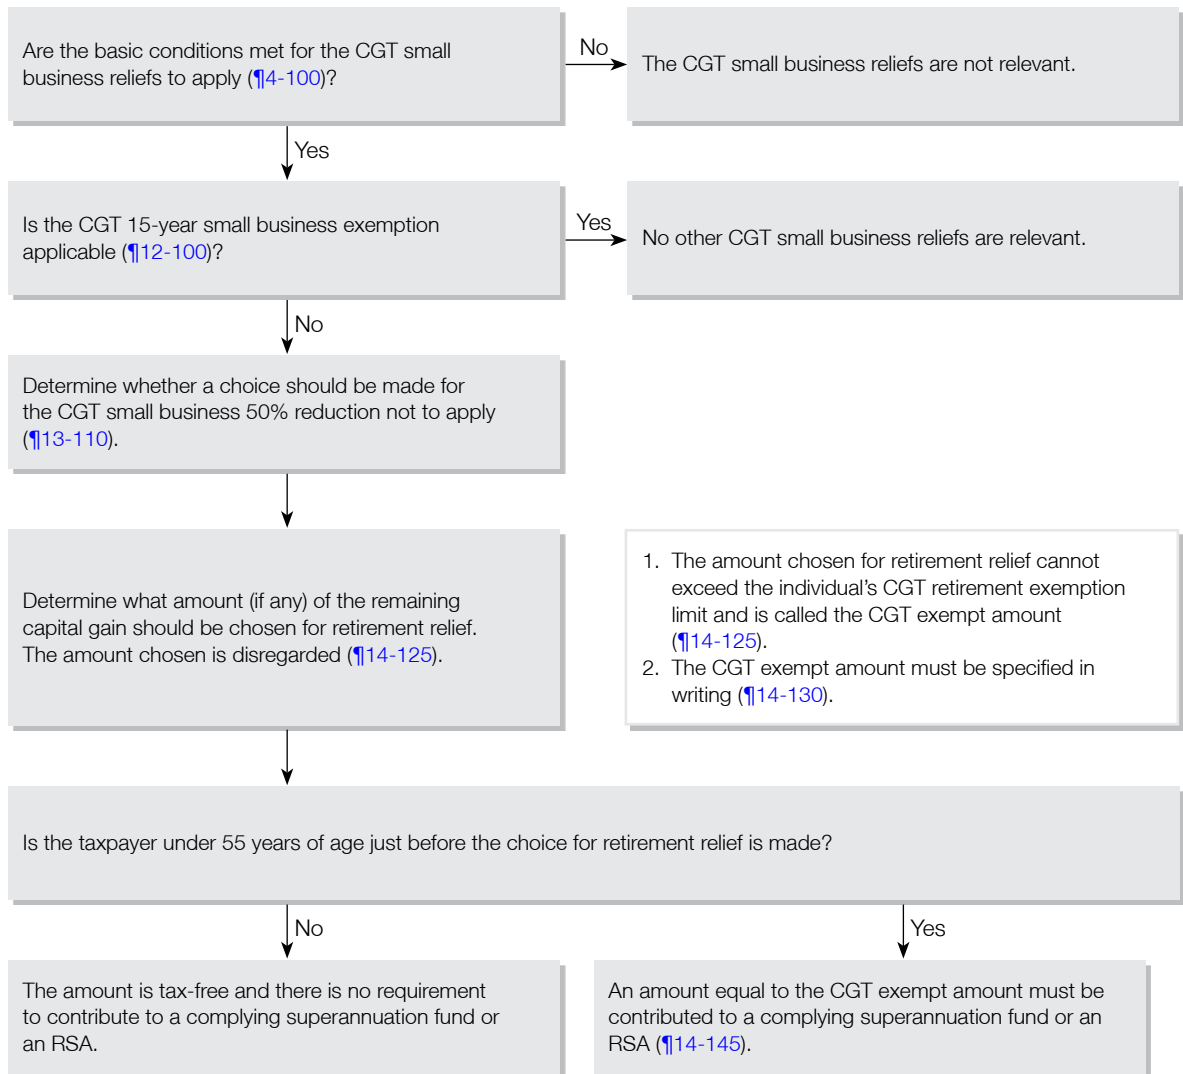 Are the basic conditions met for the CGT small
business reliefs to apply (¶4-100)?
No
The CGT small business reliefs are not relevant.
Yes
Is the CGT 15-year small business exemption
applicable (¶12-100)?
Yes
No other CGT small business reliefs are relevant.
No
Determine whether a choice should be made for
the CGT small business 50% reduction not to apply
(¶13-110).
Determine what amount (if any) of the remaining
capital gain should be chosen for retirement relief.
The amount chosen is disregarded (¶14-125).
1. The amount chosen for retirement relief cannot
exceed the individual's CGT retirement exemption
limit and is called the CGT exempt amount
(¶14-125).
2. The CGT exempt amount must be specified in
writing (¶14-130).
Is the taxpayer under 55 years of age just before the choice for retirement relief is made?
No
Yes
The amount is tax-free and there is no requirement
to contribute to a complying superannuation fund or
an RSA.
An amount equal to the CGT exempt amount must be
contributed to a complying superannuation fund or an
RSA (¶14-145).